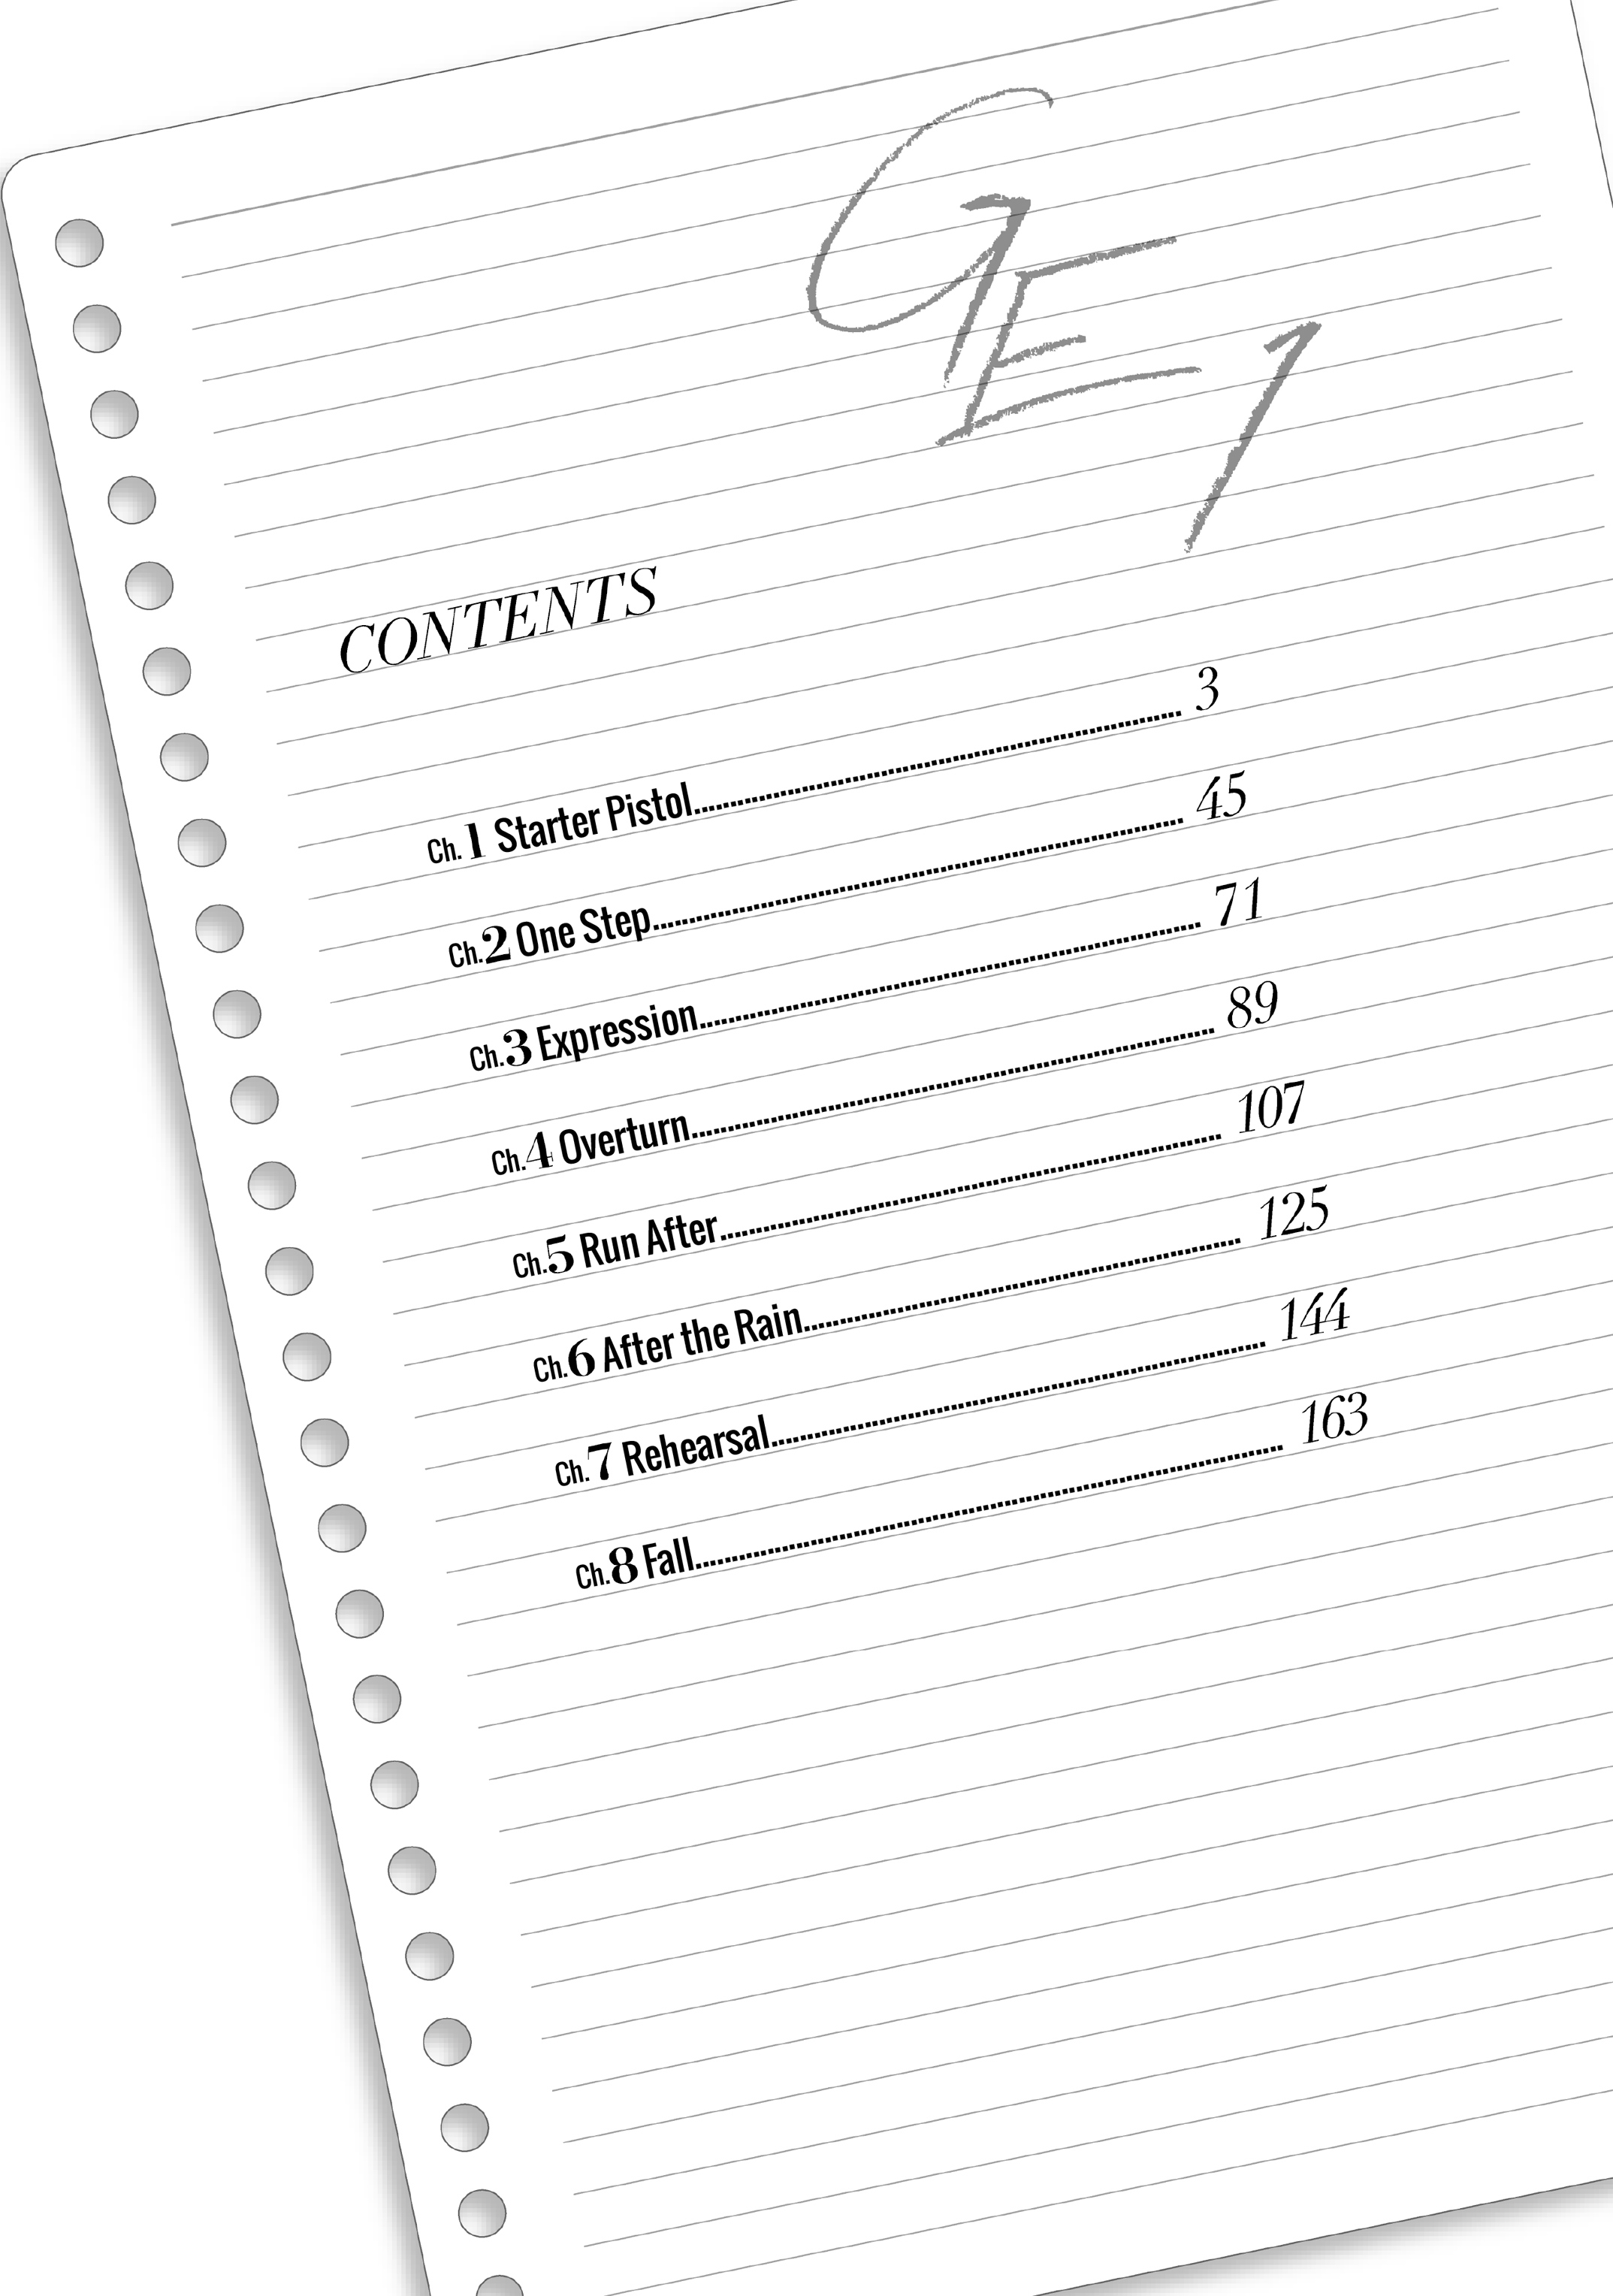 GE
1
CONTENTS
Ch.1 Starter Pistol 3
Ch.2 One Step 45
Ch.3 Expression 71
Ch.4 Overturn 89
Ch.5 Run After 107
Ch.6 After the Rain 125
Ch.7 Rehearsal 144
Ch.8 Fall 163